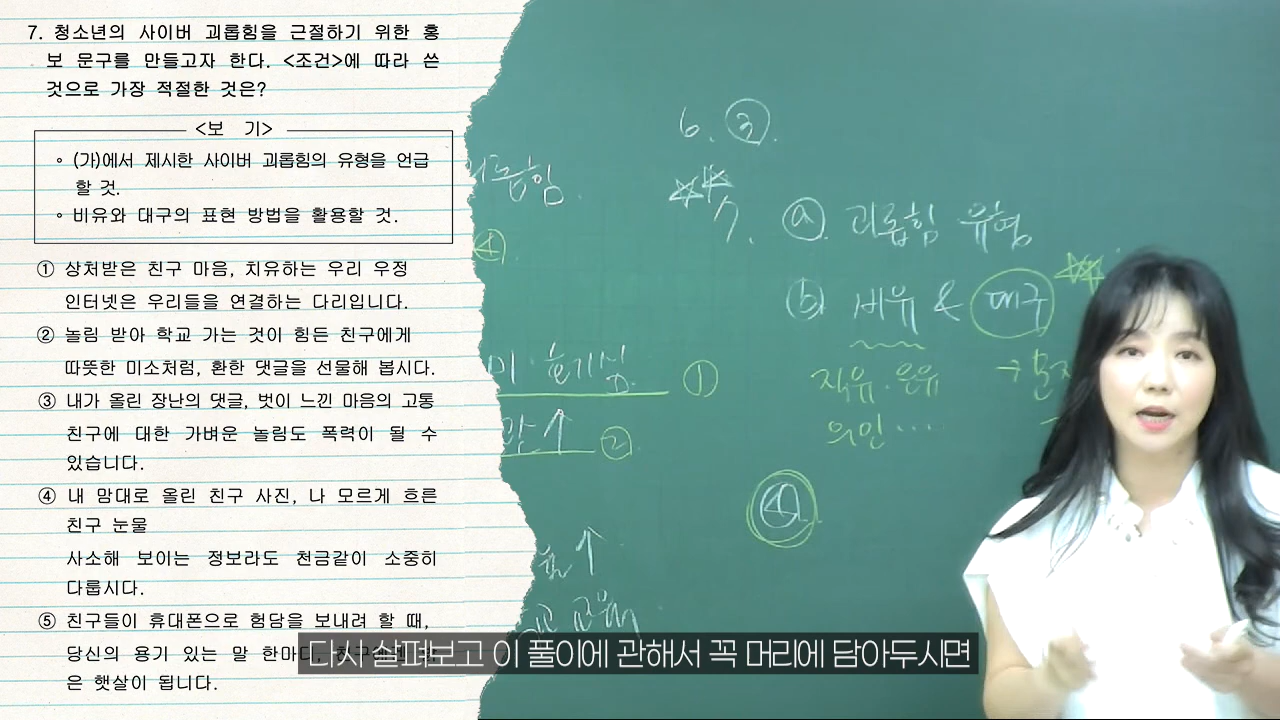 7. 청소년의 사이버 괴롭힘을 근절하기 위한 홍
보 문구를 만들고자 한다. <조건>에 따라 쓴
것으로 가장 적절한 것은?
<보 기>
∘ (가)에서 제시한 사이버 괴롭힘의 유형을 언급
할 것.
∘ 비유와 대구의 표현 방법을 활용할 것.
① 상처받은 친구 마음, 치유하는 우리 우정
인터넷은 우리들을 연결하는 다리입니다.
② 놀림 받아 학교 가는 것이 힘든 친구에게
따뜻한 미소처럼, 환한 댓글을 선물해 봅시다.
③ 내가 올린 장난의 댓글, 벗이 느낀 마음의 고통
친구에 대한 가벼운 놀림도 폭력이 될 수
있습니다.
④ 내 맘대로 올린 친구 사진, 나 모르게 흐른
친구 눈물
사소해 보이는 정보라도 천금같이 소중히
다룹시다.
⑤ 친구들이 휴대폰으로 험담을 보내려 할 때,
당신의 용기 있는 말 한마디
은 햇살이 됩니다.
6. ③.
7. ⓐ. 괴롭힘 유형
ⓑ 비유 & 대구
직유·은유
의인····
④
괴롭힘.
④
①
②
다시 살펴보고 이 풀이에 관해서 꼭 머리에 담아두시면